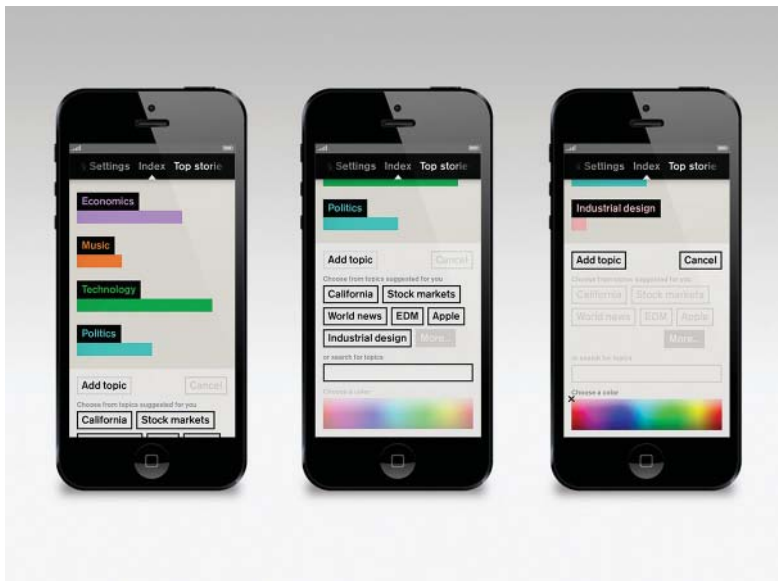 Settings Index Top storie
Economics
Music
Technology
Politics
Add topic Cancel
Choose from topics suggested for you
California Stock markets
Settings Index Top storie
Politics
Add topic Cancel
Choose from topics suggested for you
California Stock markets
World news EDM Apple
Industrial design More...
or search for topics
Choose a color
Settings Index Top storie
Industrial design
Add topic Cancel
Choose from topics suggested for you
California Stock markets
World news EDM Apple
More...
or search for topics
Choose a color